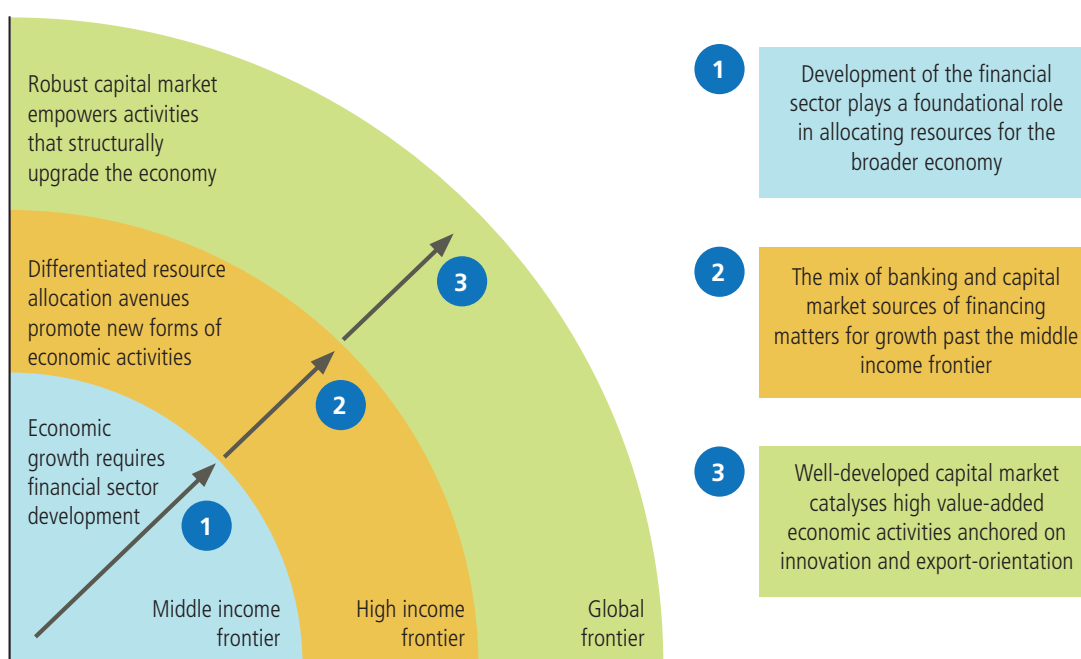 Robust capital market
empowers activities
that structurally
upgrade the economy
Differentiated resource
allocation avenues
promote new forms of
economic activities
Economic
growth requires
financial sector
development
1
2
3
Middle income
frontier
High income
frontier
Global
frontier
1
Development of the financial
sector plays a foundational role
in allocating resources for the
broader economy
2
The mix of banking and capital
market sources of financing
matters for growth past the middle
income frontier
3
Well-developed capital market
catalyses high value-added
economic activities anchored on
innovation and export-orientation